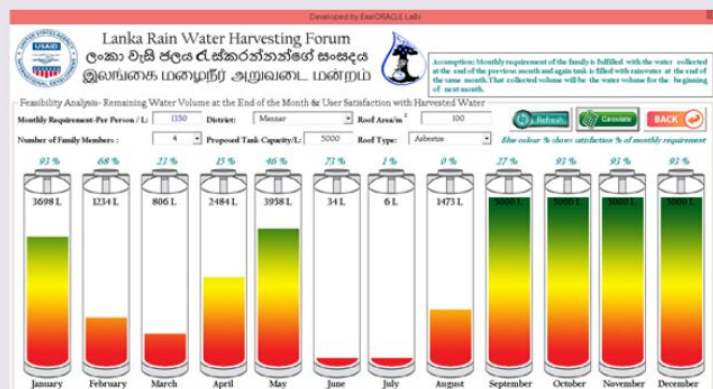 Developed by ExelORACLE LaBs
USAID
Lanka Rain Water Harvesting Forum
ලංකා වැසි ජලය රැස්කරන්නන්ගේ සංසදය
இலங்கை மழைநீர் அறுவடை மன்றம்
Assumption: Monthly requirement of the family is fulfilled with the water collected
at the end of the previous month and again tank is filled with rainwater at the end of
the same month. That collected volume will be the water volume for the beginning
of next month.
Feasibility Analysis- Remaining Water Volume at the End of the Month & User Satisfaction with Harvested Water
Monthly Requirement-Per Person / L: 1350 District: Mannar Roof Area/m² 100 Refresh Calculate BACK
Number of Family Members : 4 Proposed Tank Capacity/L: 5000 Roof Type: Asbestos Blue colour % shows satisfaction % of monthly requirement
93 % 68 % 23 % 15 % 46 % 73 % 1 % 0 % 27 % 93 % 93 % 93 %
3698 L 1234 L 806 L 2484 L 3958 L 34 L 6 L 1473 L 5000 L 5000 L 5000 L 5000 L
January February March April May June July August September October November December